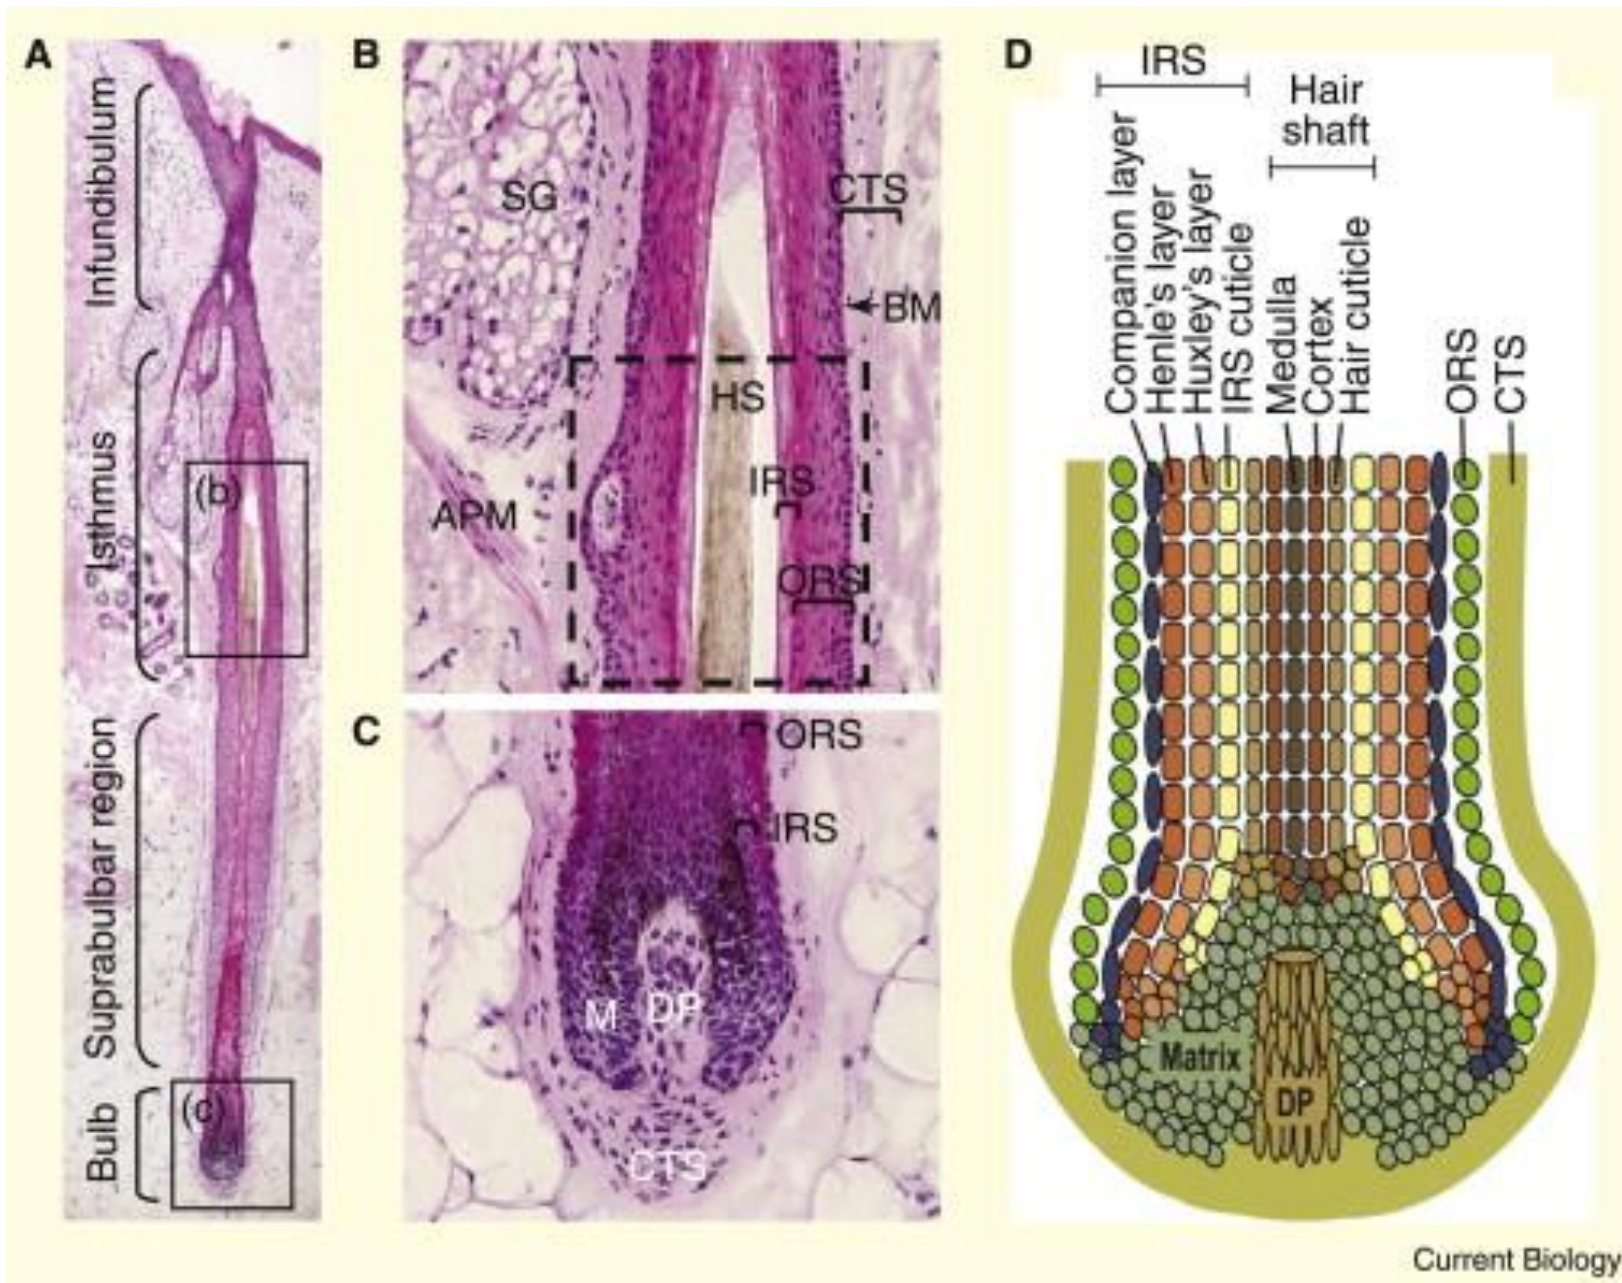 A
Infundibulum
Isthmus
Suprabulbar region
Bulb
(b)
(c)
B
SG
CTS
BM
HS
IRS
APM
ORS
C
ORS
IRS
M
DP
CTS
D
IRS
Hair
shaft
Companion layer
Henle's layer
Huxley's layer
IRS cuticle
Medulla
Cortex
Hair cuticle
ORS
CTS
Matrix
DP
Current Biology